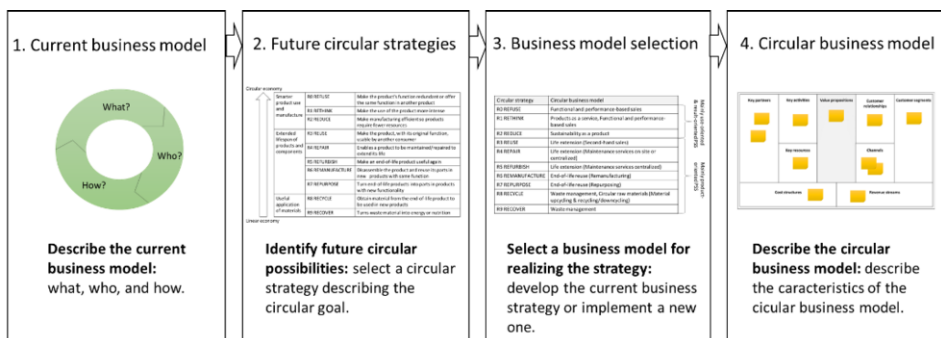 1. Current business model
What?
Who?
How?
Describe the current
business model:
what, who, and how.
2. Future circular strategies
Circular economy
Smarter
product use and
manufacture
R0 REFUSE
Make the product's function redundant or offer
the same function in another product
R1 RETHINK
Make the use of the product more intense
R2 REDUCE
Make manufacturing efficient or products
require fewer resources
Extended
lifespan of
products and
components
R3 REUSE
Make the product, with its original function,
usable by another consumer
R4 REPAIR
Enables a product to be maintained/repaired to
extend its life
R5 REFURBISH
Make an end-of-life product useful again
R6 REMANUFACTURE
Disassemble the product and reuse its parts in
new products with same function
R7 REPURPOSE
Turn end-of-life products into parts in products
with new functionality
Useful
application
of materials
R8 RECYCLE
Obtain material from the end-of-life product to
be used in new products
R9 RECOVER
Turns waste material into energy or nutrition
Linear economy
Identify future circular
possibilities: select a circular
strategy describing the
circular goal.
3. Business model selection
Circular strategy
Circular business model
R0 REFUSE
Functional and performance-based sales
R1 RETHINK
Products as a service, Functional and performance-
based sales
R2 REDUCE
Sustainability as a product
R3 REUSE
Life extension (Second-hand sales)
R4 REPAIR
Life extension (Maintenance services on site or
centralized)
R5 REFURBISH
Life extension (Maintenance services centralized)
R6 REMANUFACTURE
End-of-life reuse (Remanufacturing)
R7 REPURPOSE
End-of-life reuse (Repurposing)
R8 RECYCLE
Waste management, Circular raw materials (Material
upcycling & recycling/downcycling)
R9 RECOVER
Waste management
Select a business model for
realizing the strategy:
develop the current business
strategy or implement a new
one.
4. Circular business model
Key partners
Key activities
Value propositions
Customer
relationships
Customer segments
Key resources
Channels
Cost structures
Revenue streams
Describe the circular
business model: describe
the caracteristics of the
cicular business model.